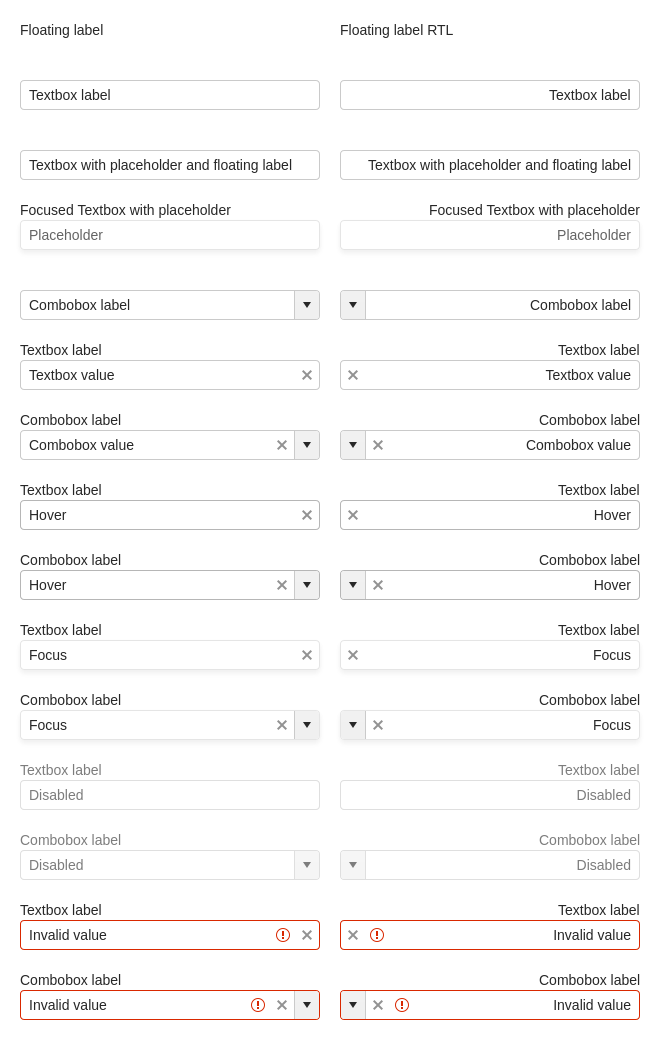 Floating label
Floating label RTL
Textbox label
Textbox label
Textbox with placeholder and floating label
Textbox with placeholder and floating label
Focused Textbox with placeholder
Focused Textbox with placeholder
Placeholder
Placeholder
Combobox label
Combobox label
Textbox label
Textbox label
Textbox value
Textbox value
Combobox label
Combobox label
Combobox value
Combobox value
Textbox label
Textbox label
Hover
Hover
Combobox label
Combobox label
Hover
Hover
Textbox label
Textbox label
Focus
Focus
Combobox label
Combobox label
Focus
Focus
Textbox label
Textbox label
Disabled
Disabled
Combobox label
Combobox label
Disabled
Disabled
Textbox label
Textbox label
Invalid value
Invalid value
Combobox label
Combobox label
Invalid value
Invalid value